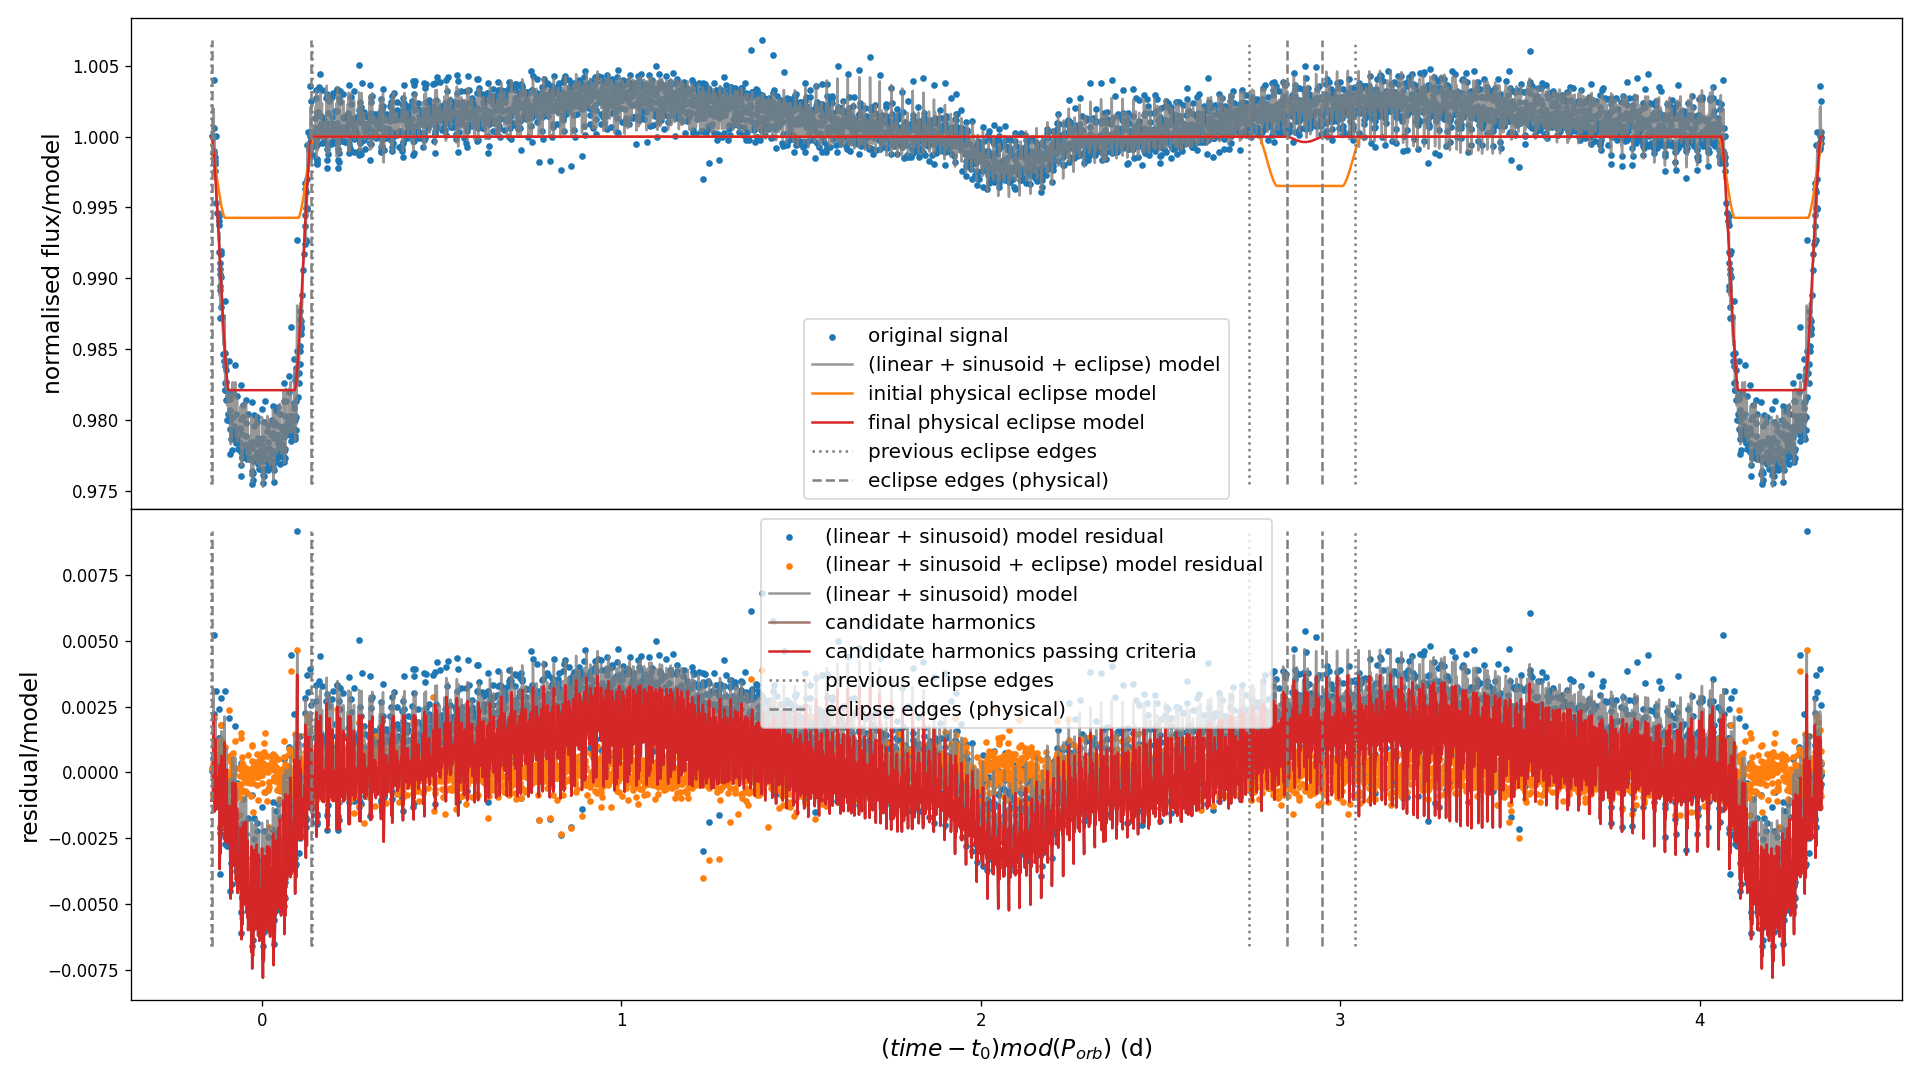 normalised flux/model
1.005
1.000
0.995
0.990
0.985
0.980
0.975
original signal
(linear + sinusoid + eclipse) model
initial physical eclipse model
final physical eclipse model
previous eclipse edges
eclipse edges (physical)
residual/model
0.0075
0.0050
0.0025
0.0000
−0.0025
−0.0050
−0.0075
(linear + sinusoid) model residual
(linear + sinusoid + eclipse) model residual
(linear + sinusoid) model
candidate harmonics
candidate harmonics passing criteria
previous eclipse edges
eclipse edges (physical)
0 1 2 3 4
(time − t₀)mod(P_orb) (d)